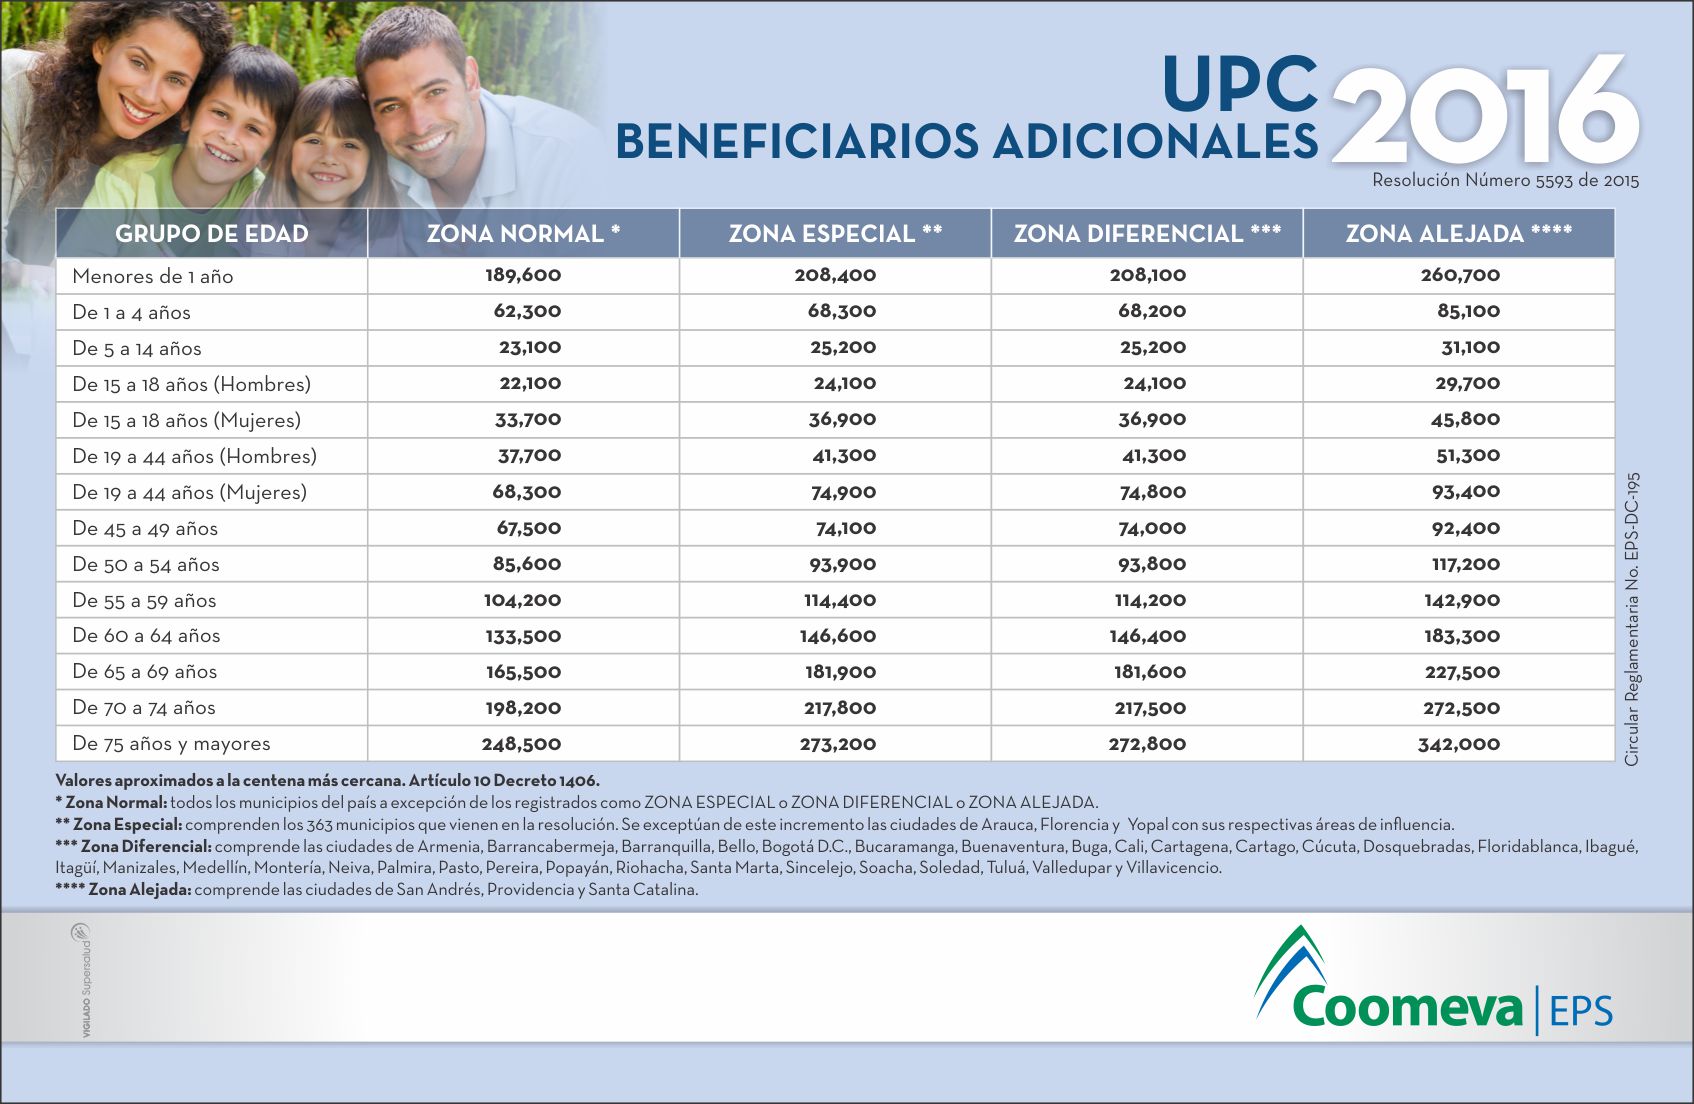 UPC
BENEFICIARIOS ADICIONALES
2016
Resolución Número 5593 de 2015
GRUPO DE EDAD ZONA NORMAL * ZONA ESPECIAL ** ZONA DIFERENCIAL *** ZONA ALEJADA ****
Menores de 1 año 189,600 208,400 208,100 260,700
De 1 a 4 años 62,300 68,300 68,200 85,100
De 5 a 14 años 23,100 25,200 25,200 31,100
De 15 a 18 años (Hombres) 22,100 24,100 24,100 29,700
De 15 a 18 años (Mujeres) 33,700 36,900 36,900 45,800
De 19 a 44 años (Hombres) 37,700 41,300 41,300 51,300
De 19 a 44 años (Mujeres) 68,300 74,900 74,800 93,400
De 45 a 49 años 67,500 74,100 74,000 92,400
De 50 a 54 años 85,600 93,900 93,800 117,200
De 55 a 59 años 104,200 114,400 114,200 142,900
De 60 a 64 años 133,500 146,600 146,400 183,300
De 65 a 69 años 165,500 181,900 181,600 227,500
De 70 a 74 años 198,200 217,800 217,500 272,500
De 75 años y mayores 248,500 273,200 272,800 342,000
Circular Reglamentaria No. EPS-DC-195
Valores aproximados a la centena más cercana. Artículo 10 Decreto 1406.
* Zona Normal: todos los municipios del país a excepción de los registrados como ZONA ESPECIAL o ZONA DIFERENCIAL o ZONA ALEJADA.
** Zona Especial: comprenden los 363 municipios que vienen en la resolución. Se exceptúan de este incremento las ciudades de Arauca, Florencia y Yopal con sus respectivas áreas de influencia.
*** Zona Diferencial: comprende las ciudades de Armenia, Barrancabermeja, Barranquilla, Bello, Bogotá D.C., Bucaramanga, Buenaventura, Buga, Cali, Cartagena, Cartago, Cúcuta, Dosquebradas, Floridablanca, Ibagué,
Itagüí, Manizales, Medellín, Montería, Neiva, Palmira, Pasto, Pereira, Popayán, Riohacha, Santa Marta, Sincelejo, Soacha, Soledad, Tuluá, Valledupar y Villavicencio.
**** Zona Alejada: comprende las ciudades de San Andrés, Providencia y Santa Catalina.
VIGILADO Supersalud
Coomeva EPS